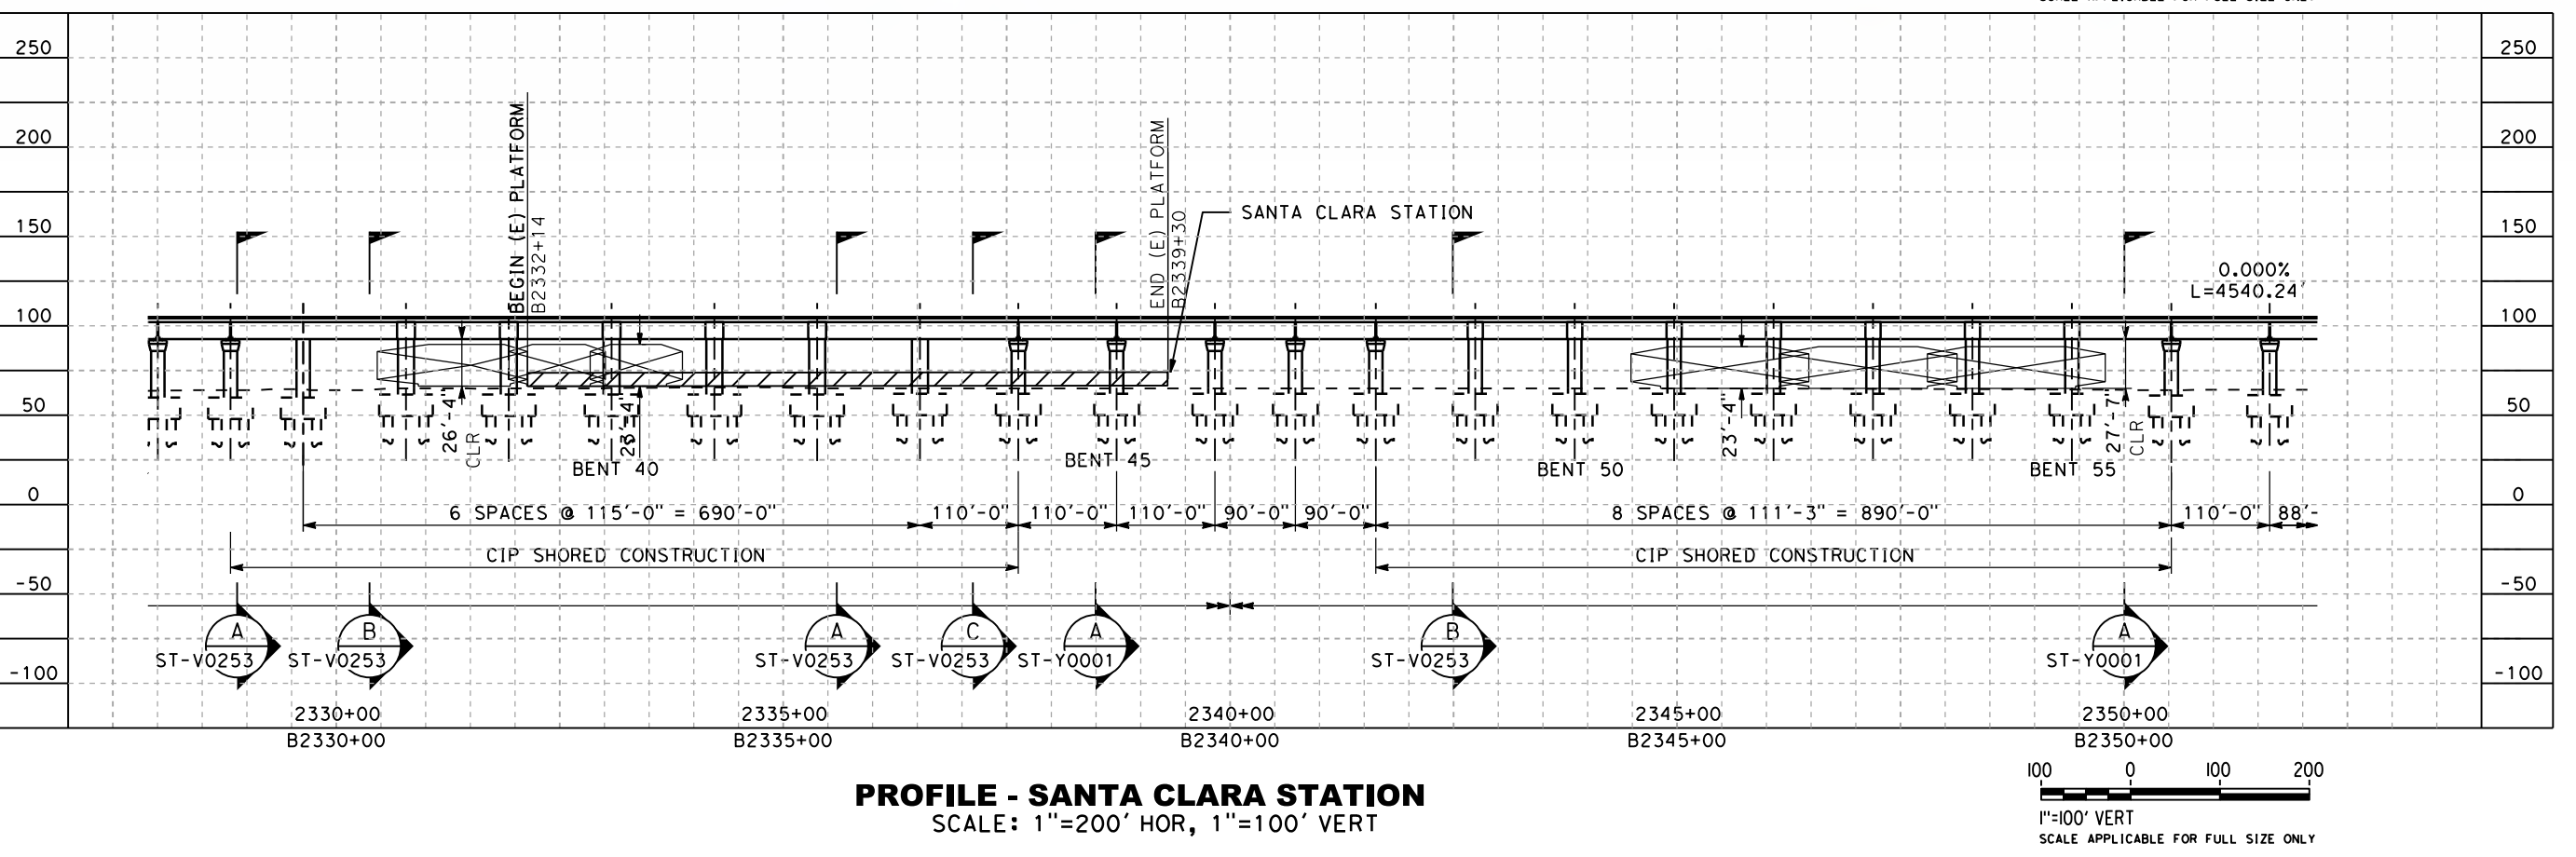 SCALE APPLICABLE FOR FULL SIZE ONLY
250
250
200
200
150
150
100
100
50
50
0
0
-50
-50
-100
-100
BEGIN (E) PLATFORM
B2332+14
END (E) PLATFORM
B2339+30
SANTA CLARA STATION
0.000%
L=4540.24'
26'-4"
CLR
23'-4"
27'-7"
CLR
BENT 40
BENT 45
BENT 50
BENT 55
6 SPACES @ 115'-0" = 690'-0"
110'-0"
110'-0"
110'-0"
90'-0"
90'-0"
8 SPACES @ 111'-3" = 890'-0"
110'-0"
88'-
CIP SHORED CONSTRUCTION
CIP SHORED CONSTRUCTION
A
ST-V0253
B
ST-V0253
A
ST-V0253
C
ST-V0253
A
ST-Y0001
B
ST-V0253
A
ST-Y0001
2330+00
2335+00
2340+00
2345+00
2350+00
B2330+00
B2335+00
B2340+00
B2345+00
B2350+00
PROFILE - SANTA CLARA STATION
SCALE: 1"=200' HOR, 1"=100' VERT
100 0 100 200
1"=100' VERT
SCALE APPLICABLE FOR FULL SIZE ONLY